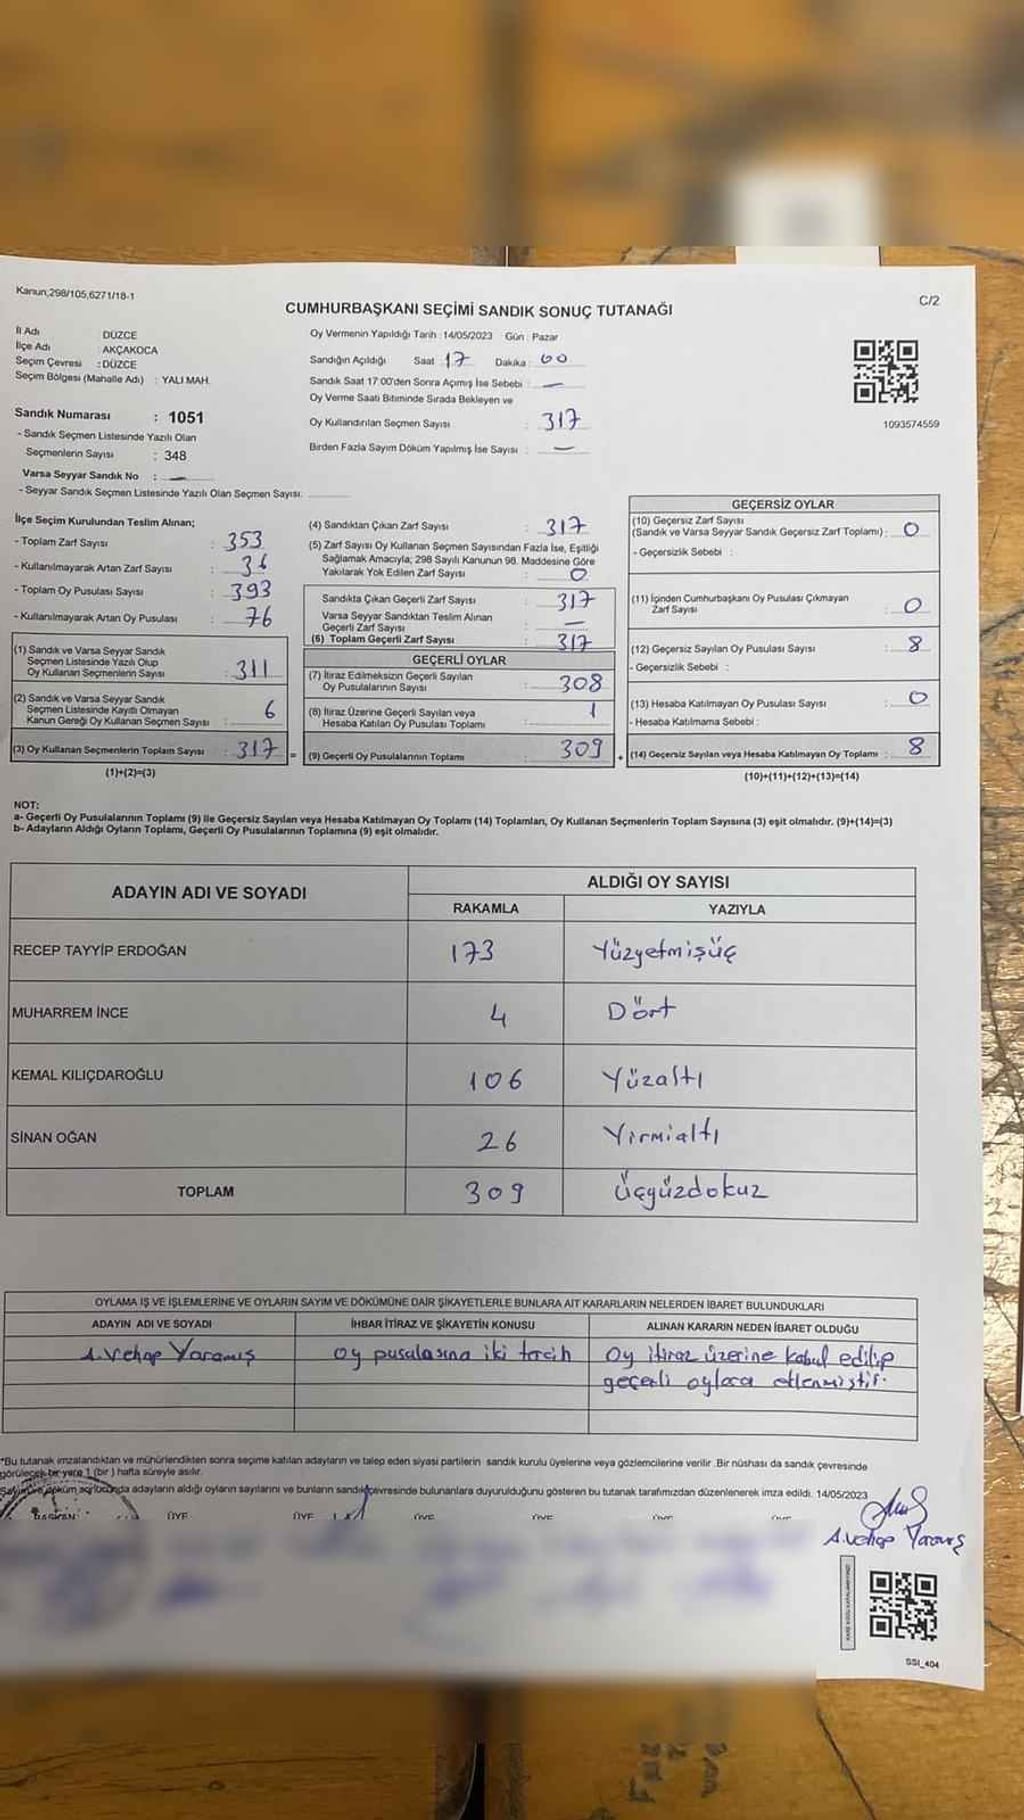 Kanun,298/105,6271/18-1
C/2
CUMHURBAŞKANI SEÇİMİ SANDIK SONUÇ TUTANAĞI
İl Adı DÜZCE
İlçe Adı AKÇAKOCA
Seçim Çevresi : DÜZCE
Seçim Bölgesi (Mahalle Adı) : YALI MAH.
Sandık Numarası : 1051
- Sandık Seçmen Listesinde Yazılı Olan
Seçmenlerin Sayısı : 348
Varsa Seyyar Sandık No : —
- Seyyar Sandık Seçmen Listesinde Yazılı Olan Seçmen Sayısı.
Oy Vermenin Yapıldığı Tarih : 14/05/2023 Gün : Pazar
Sandığın Açıldığı Saat 17 Dakika : 00
Sandık Saat 17:00'den Sonra Açımış İse Sebebi : —
Oy Verme Saati Bitiminde Sırada Bekleyen ve
Oy Kullandırılan Seçmen Sayısı : 317
Birden Fazla Sayım Döküm Yapılmış İse Sayısı : —
1093574559
İlçe Seçim Kurulundan Teslim Alınan;
- Toplam Zarf Sayısı : 353
- Kullanılmayarak Artan Zarf Sayısı : 36
- Toplam Oy Pusulası Sayısı : 393
- Kullanılmayarak Artan Oy Pusulası : 76
(1) Sandık ve Varsa Seyyar Sandık
Seçmen Listesinde Yazılı Olup
Oy Kullanan Seçmenlerin Sayısı : 311
(2) Sandık ve Varsa Seyyar Sandık
Seçmen Listesinde Kayıtlı Olmayan
Kanun Gereği Oy Kullanan Seçmen Sayısı : 6
(3) Oy Kullanan Seçmenlerin Toplam Sayısı : 317 =
(1)+(2)=(3)
(4) Sandıktan Çıkan Zarf Sayısı : 317
(5) Zarf Sayısı Oy Kullanan Seçmen Sayısından Fazla İse, Eşitliği
Sağlamak Amacıyla; 298 Sayılı Kanunun 98. Maddesine Göre
Yakılarak Yok Edilen Zarf Sayısı : 0
Sandıkta Çıkan Geçerli Zarf Sayısı : 317
Varsa Seyyar Sandıktan Teslim Alınan
Geçerli Zarf Sayısı : —
(6) Toplam Geçerli Zarf Sayısı : 317
GEÇERLİ OYLAR
(7) İtiraz Edilmeksizin Geçerli Sayılan
Oy Pusulalarının Sayısı : 308
(8) İtiraz Üzerine Geçerli Sayılan veya
Hesaba Katılan Oy Pusulası Toplamı : 1
(9) Geçerli Oy Pusulalarının Toplamı : 309 +
GEÇERSİZ OYLAR
(10) Geçersiz Zarf Sayısı
(Sandık ve Varsa Seyyar Sandık Geçersiz Zarf Toplamı) : 0
- Geçersizlik Sebebi :
(11) İçinden Cumhurbaşkanı Oy Pusulası Çıkmayan
Zarf Sayısı : 0
(12) Geçersiz Sayılan Oy Pusulası Sayısı : 8
- Geçersizlik Sebebi :
(13) Hesaba Katılmayan Oy Pusulası Sayısı : 0
- Hesaba Katılmama Sebebi :
(14) Geçersiz Sayılan veya Hesaba Katılmayan Oy Toplamı : 8
(10)+(11)+(12)+(13)=(14)
NOT:
a- Geçerli Oy Pusulalarının Toplamı (9) ile Geçersiz Sayılan veya Hesaba Katılmayan Oy Toplamı (14) Toplamları, Oy Kullanan Seçmenlerin Toplam Sayısına (3) eşit olmalıdır. (9)+(14)=(3)
b- Adayların Aldığı Oyların Toplamı, Geçerli Oy Pusulalarının Toplamına (9) eşit olmalıdır.
ADAYIN ADI VE SOYADI
ALDIĞI OY SAYISI
RAKAMLA YAZIYLA
RECEP TAYYİP ERDOĞAN 173 Yüzyetmişüç
MUHARREM İNCE 4 Dört
KEMAL KILIÇDAROĞLU 106 Yüzaltı
SİNAN OĞAN 26 Yirmialtı
TOPLAM 309 Üçyüzdokuz
OYLAMA İŞ VE İŞLEMLERİNE VE OYLARIN SAYIM VE DÖKÜMÜNE DAİR ŞİKAYETLERLE BUNLARA AİT KARARLARIN NELERDEN İBARET BULUNDUKLARI
ADAYIN ADI VE SOYADI İHBAR İTİRAZ VE ŞİKAYETİN KONUSU ALINAN KARARIN NEDEN İBARET OLDUĞU
A.Vehap Yaramış oy pusulasına iki tercih oy itiraz üzerine kabul edilip
geçerli oylara eklenmiştir.
*Bu tutanak imzalandıktan ve mühürlendikten sonra seçime katılan adayların ve talep eden siyasi partilerin sandık kurulu üyelerine veya gözlemcilerine verilir .Bir nüshası da sandık çevresinde
görülecek bir yere 1 (bir ) hafta süreyle asılır.
Sayım ve döküm sonucunda adayların aldığı oyların sayılarını ve bunların sandık çevresinde bulunanlara duyurulduğunu gösteren bu tutanak tarafımızdan düzenlenerek imza edildi. 14/05/2023
BAŞKAN ÜYE ÜYE ÜYE ÜYE ÜYE ÜYE
A.Vehap Yaramış
SSI_404